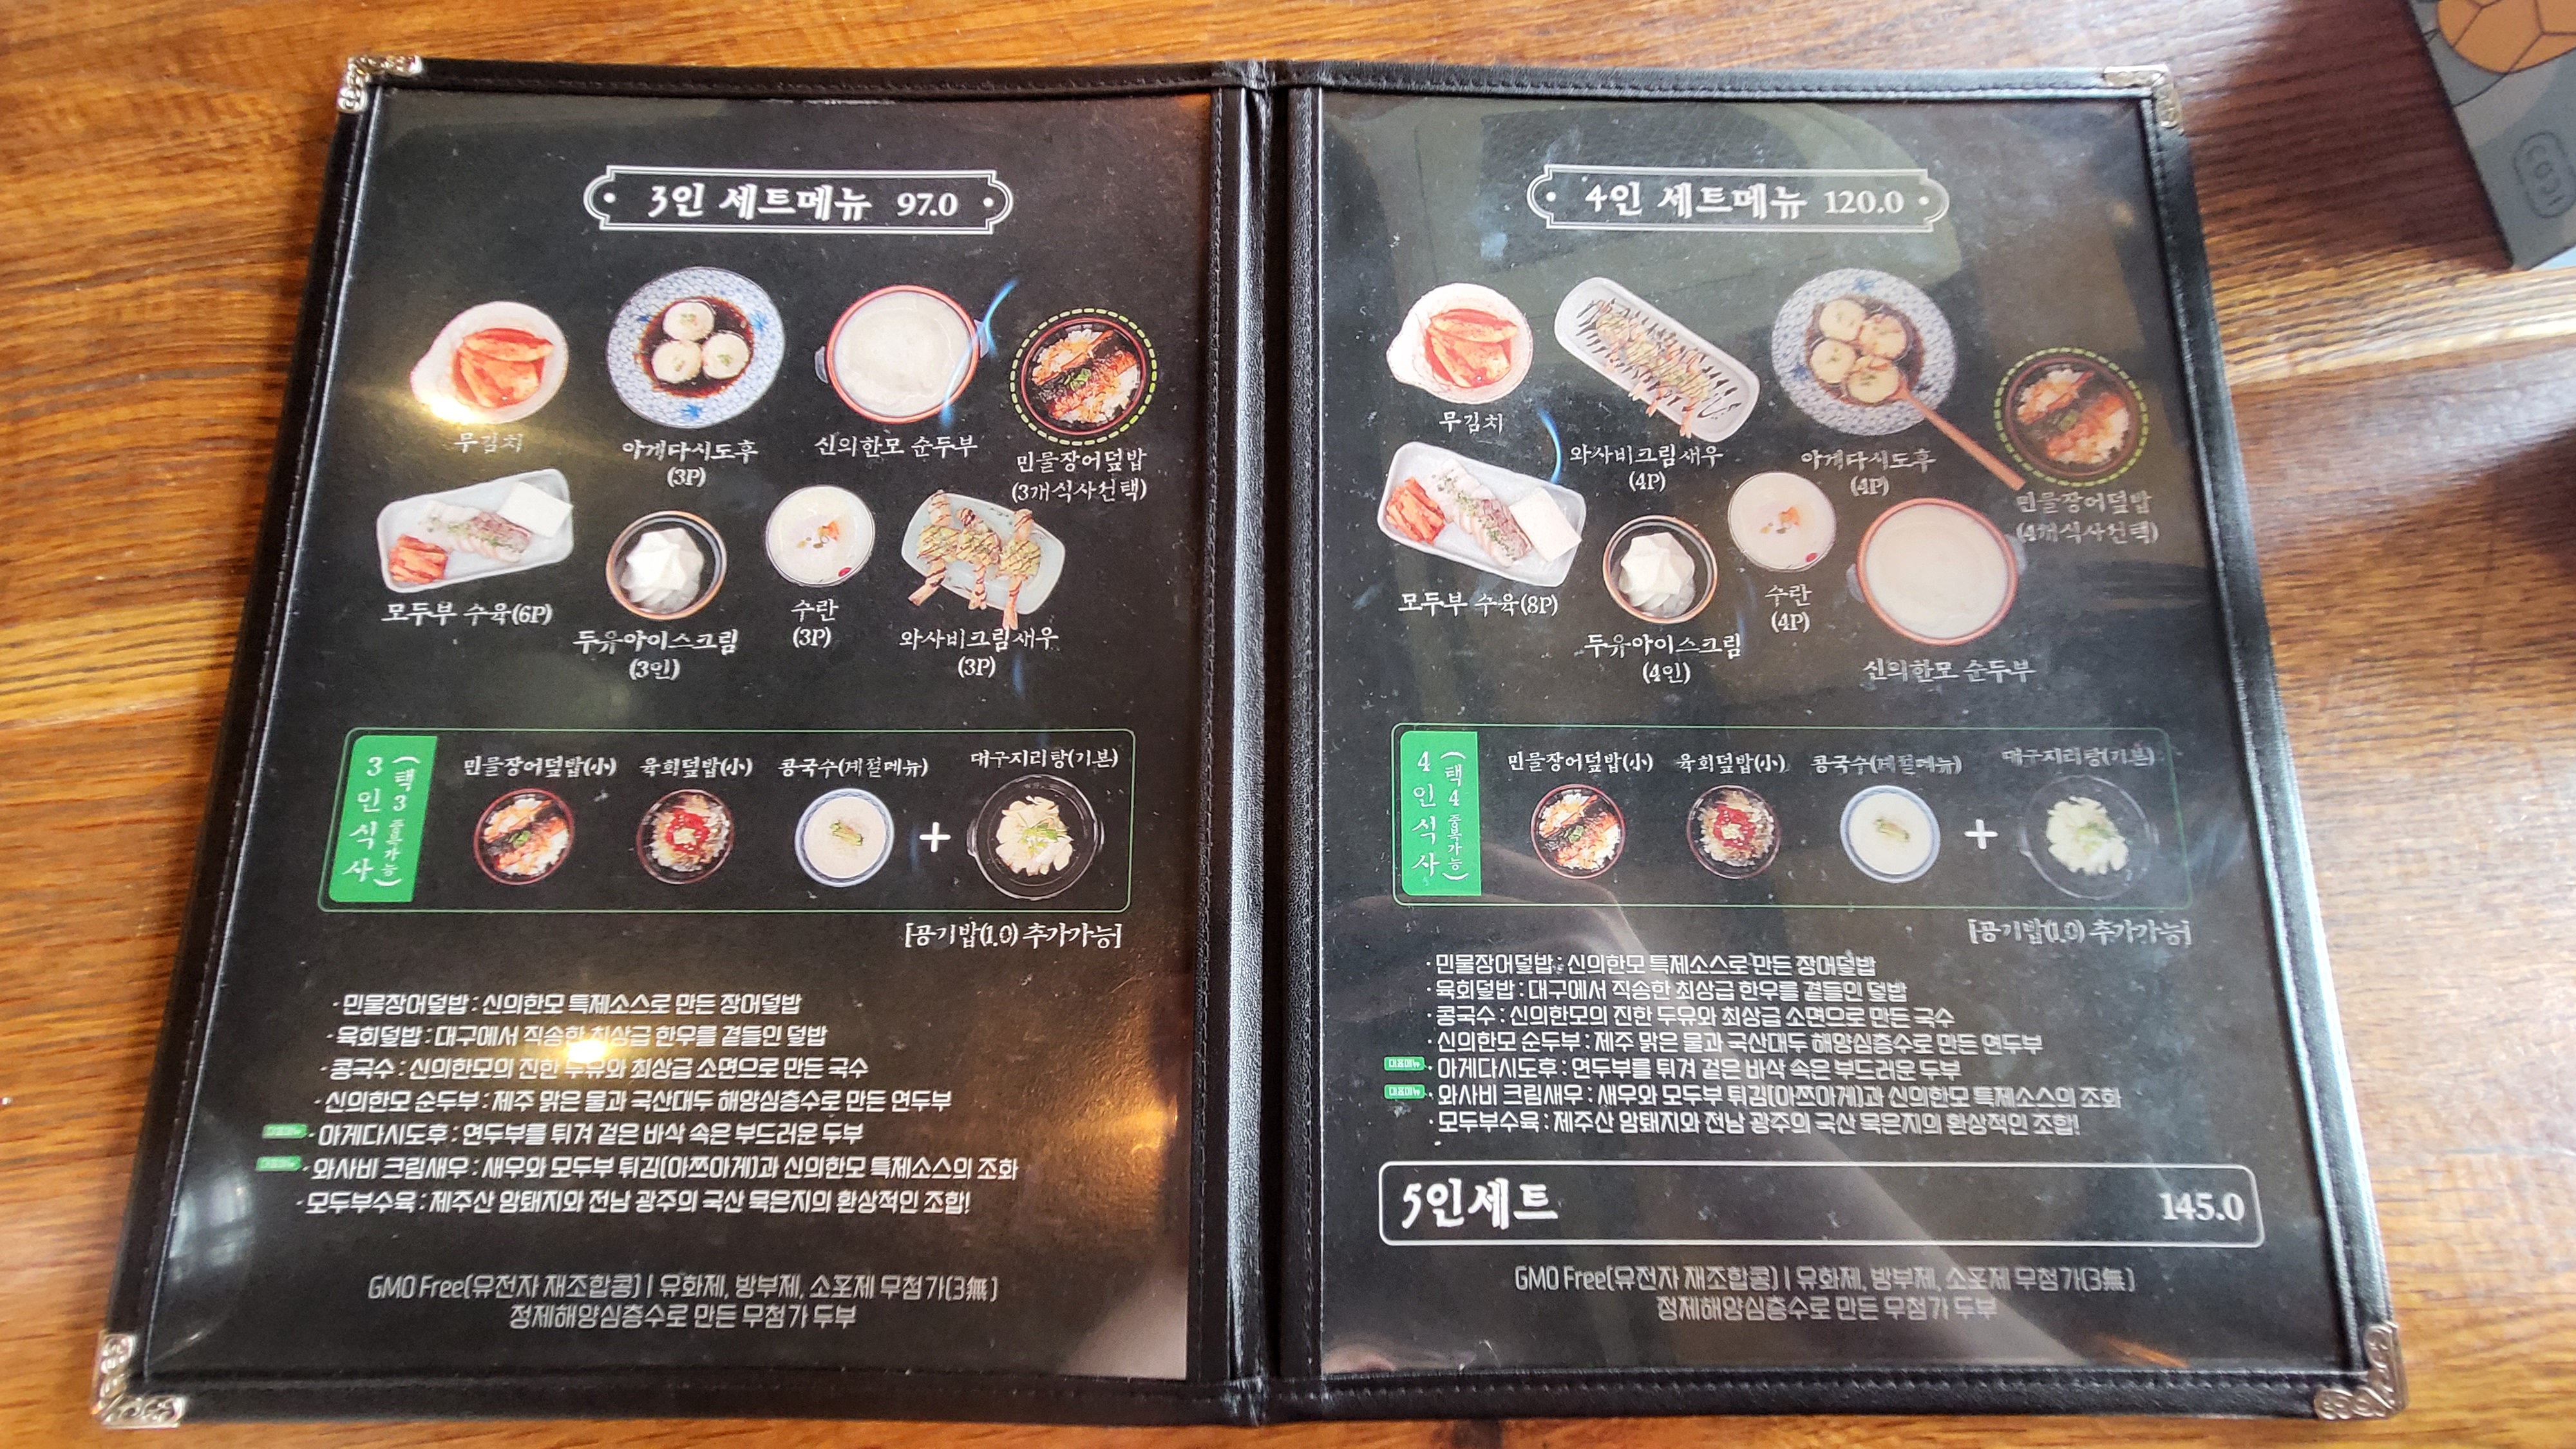 3인 세트메뉴 97.0
무김치
아게다시도후
(3P)
신의한모 순두부
민물장어덮밥
(3개식사선택)
모두부 수육(6P)
두유아이스크림
(3인)
수란
(3P)
와사비크림새우
(3P)
3인식사
(택3 중복가능)
민물장어덮밥(小)
육회덮밥(小)
콩국수(계절메뉴)
+
대구지리탕(기본)
[공기밥(1.0) 추가가능]
- 민물장어덮밥 : 신의한모 특제소스로 만든 장어덮밥
- 육회덮밥 : 대구에서 직송한 최상급 한우를 곁들인 덮밥
- 콩국수 : 신의한모의 진한 두유와 최상급 소면으로 만든 국수
- 신의한모 순두부 : 제주 맑은 물과 국산대두 해양심층수로 만든 연두부
대표메뉴 - 아게다시도후 : 연두부를 튀겨 겉은 바삭 속은 부드러운 두부
대표메뉴 - 와사비 크림새우 : 새우와 모두부 튀김(아쯔아게)과 신의한모 특제소스의 조화
- 모두부수육 : 제주산 암퇘지와 전남 광주의 국산 묵은지의 환상적인 조합!
GMO Free(유전자 재조합콩) | 유화제, 방부제, 소포제 무첨가(3無)
정제해양심층수로 만든 무첨가 두부
4인 세트메뉴 120.0
무김치
와사비크림새우
(4P)
아게다시도후
(4P)
민물장어덮밥
(4개식사선택)
모두부 수육(8P)
두유아이스크림
(4인)
수란
(4P)
신의한모 순두부
4인식사
(택4 중복가능)
민물장어덮밥(小)
육회덮밥(小)
콩국수(계절메뉴)
+
대구지리탕(기본)
[공기밥(1.0) 추가가능]
· 민물장어덮밥 : 신의한모 특제소스로 만든 장어덮밥
· 육회덮밥 : 대구에서 직송한 최상급 한우를 곁들인 덮밥
· 콩국수 : 신의한모의 진한 두유와 최상급 소면으로 만든 국수
· 신의한모 순두부 : 제주 맑은 물과 국산대두 해양심층수로 만든 연두부
대표메뉴 · 아게다시도후 : 연두부를 튀겨 겉은 바삭 속은 부드러운 두부
대표메뉴 · 와사비 크림새우 : 새우와 모두부 튀김(아쯔아게)과 신의한모 특제소스의 조화
· 모두부수육 : 제주산 암퇘지와 전남 광주의 국산 묵은지의 환상적인 조합!
5인세트 145.0
GMO Free(유전자 재조합콩) | 유화제, 방부제, 소포제 무첨가(3無)
정제해양심층수로 만든 무첨가 두부